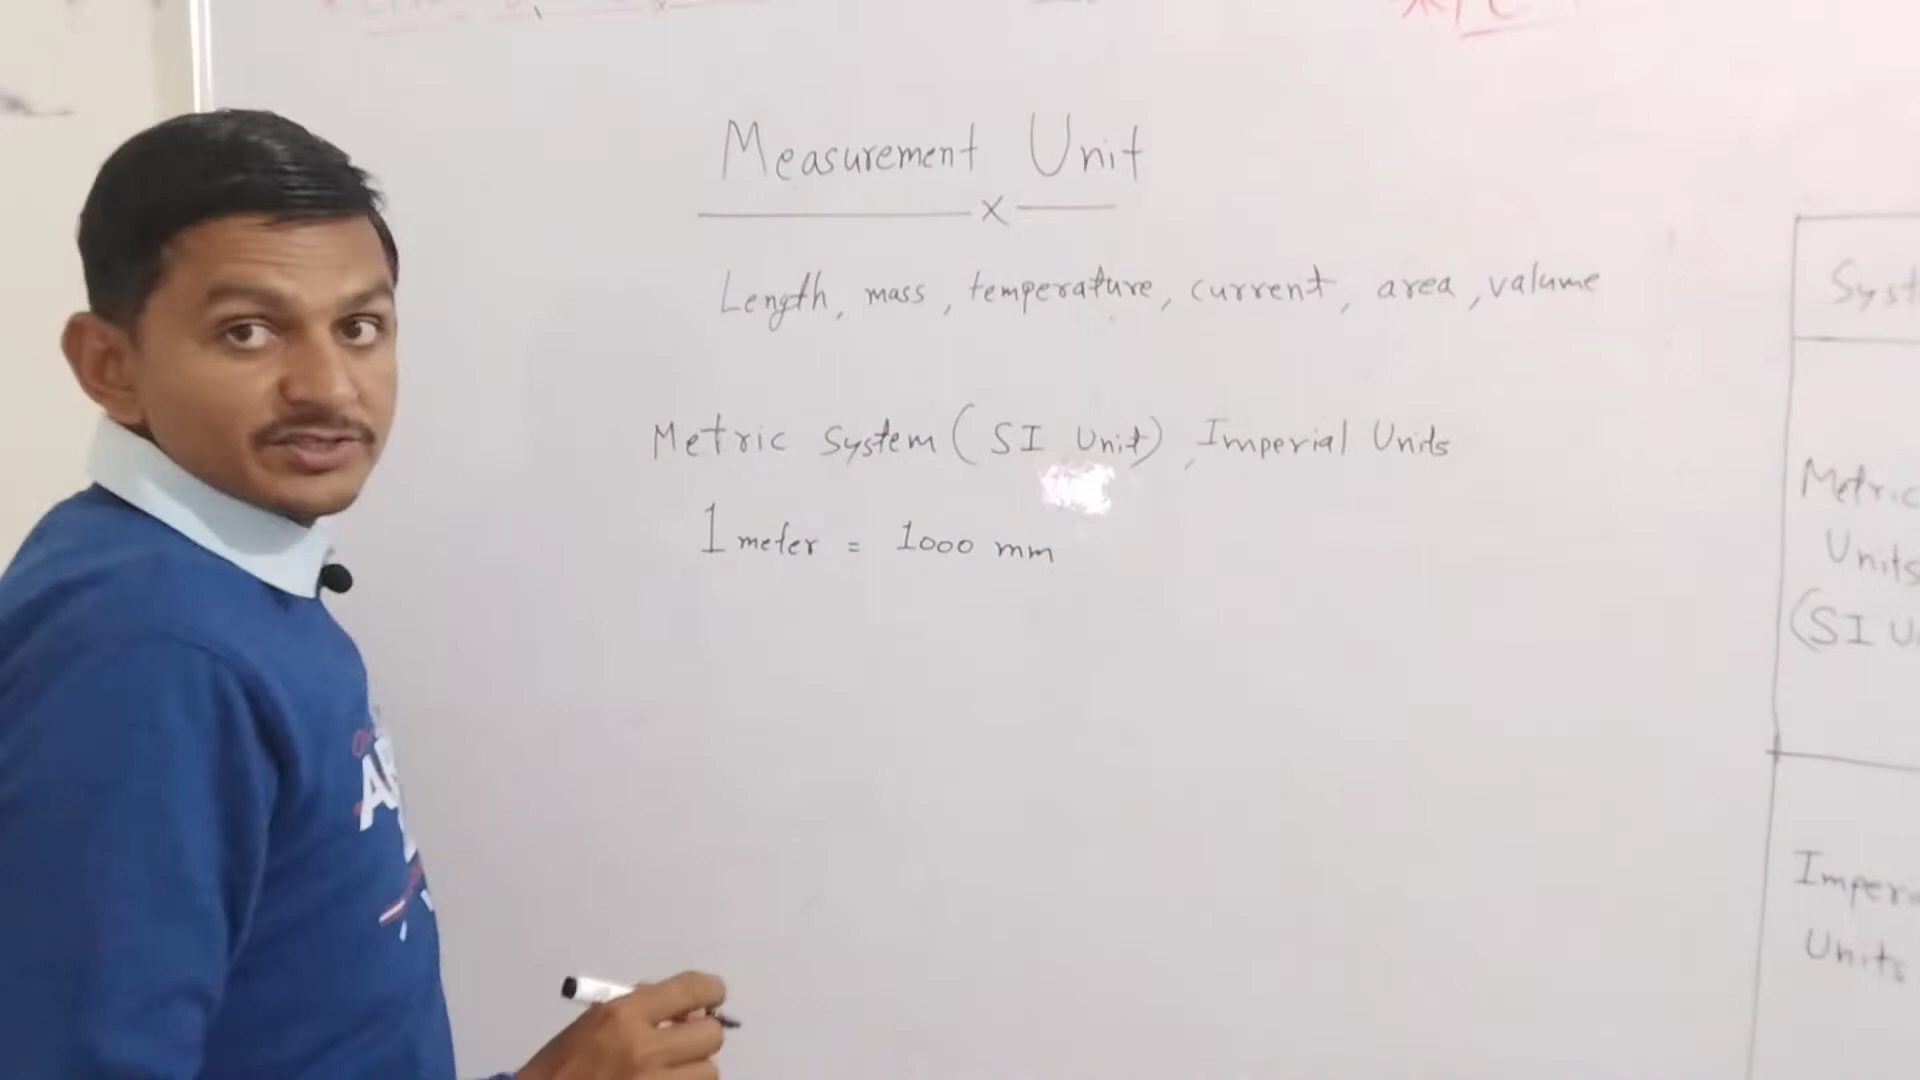 Measurement Unit
x
Length, mass, temperature, current, area, valume
Metric System (SI Unit), Imperial Units
1 meter = 1000 mm
Syst
Metric
Units
(SI U
Imperi
Units